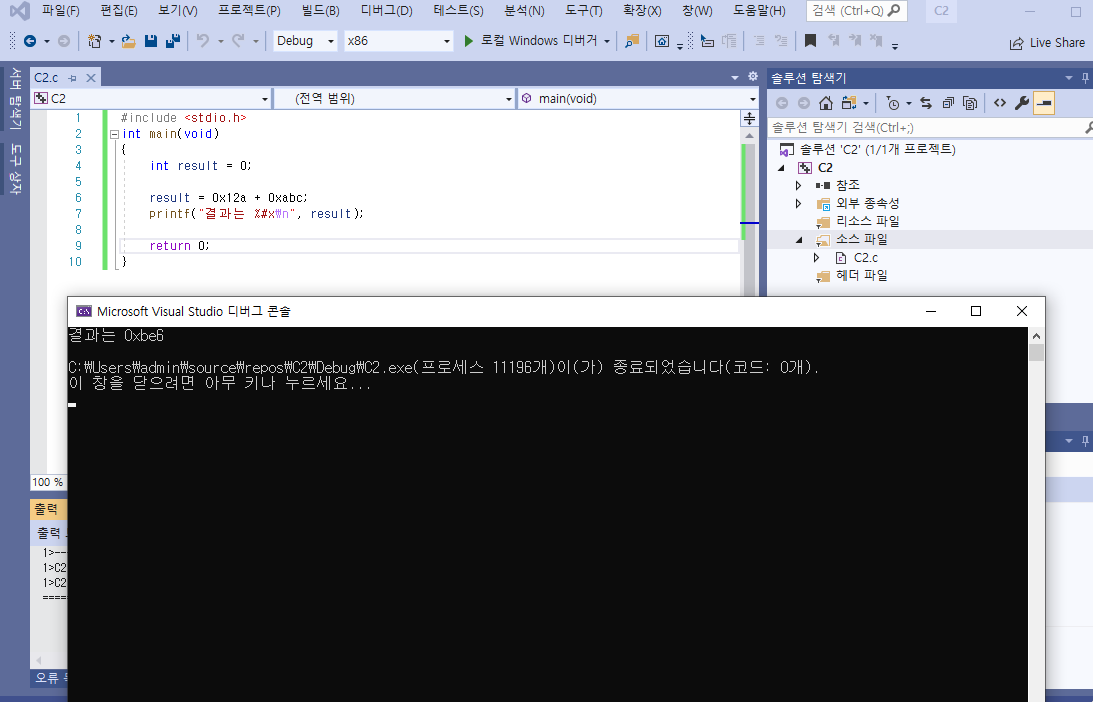 파일(F) 편집(E) 보기(V) 프로젝트(P) 빌드(B) 디버그(D) 테스트(S) 분석(N) 도구(T) 확장(X) 창(W) 도움말(H) 검색 (Ctrl+Q) C2
Debug x86 로컬 Windows 디버거 Live Share
서버 탐색기
도구 상자
C2.c
C2 (전역 범위) main(void)
1 #include <stdio.h>
2 int main(void)
3 {
4 int result = 0;
5
6 result = 0x12a + 0xabc;
7 printf("결과는 %#x₩n", result);
8
9 return 0;
10 }
솔루션 탐색기
솔루션 탐색기 검색(Ctrl+;)
솔루션 'C2' (1/1개 프로젝트)
C2
참조
외부 종속성
리소스 파일
소스 파일
C2.c
헤더 파일
Microsoft Visual Studio 디버그 콘솔
결과는 0xbe6
C:₩Users₩admin₩source₩repos₩C2₩Debug₩C2.exe(프로세스 11196개)이(가) 종료되었습니다(코드: 0개).
이 창을 닫으려면 아무 키나 누르세요...
100 %
출력
출력
1>--
1>C2
1>C2
====
오류